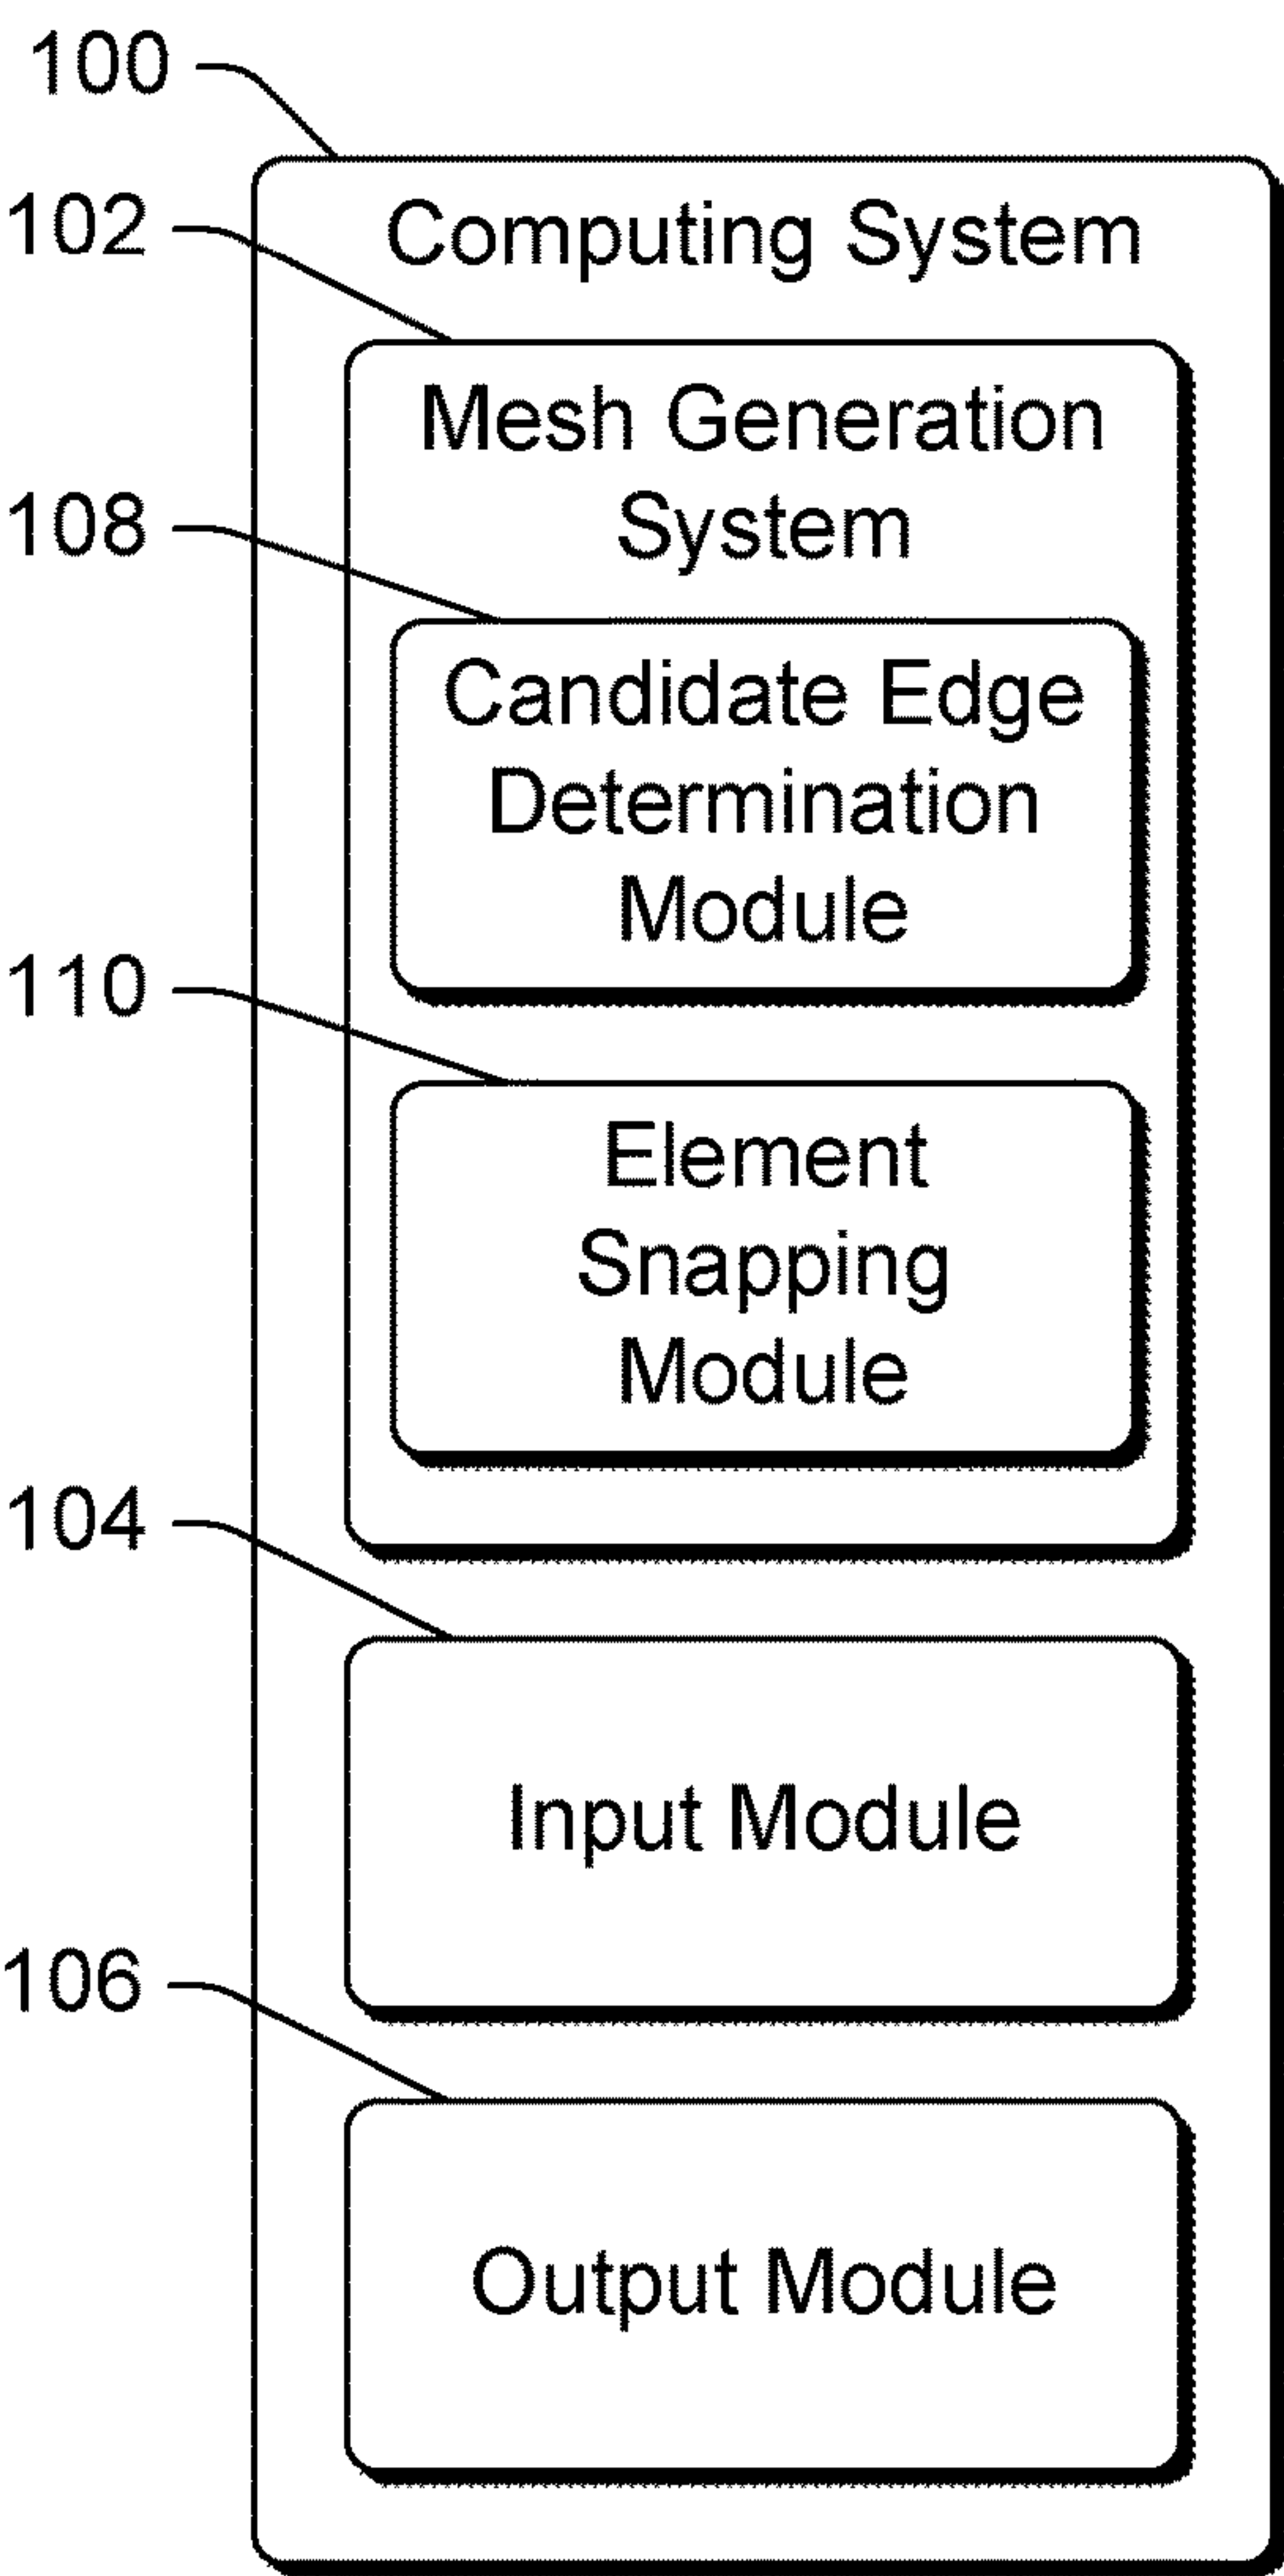 100
102
Computing System
Mesh Generation
System
108
Candidate Edge
Determination
Module
110
Element
Snapping
Module
104
Input Module
106
Output Module